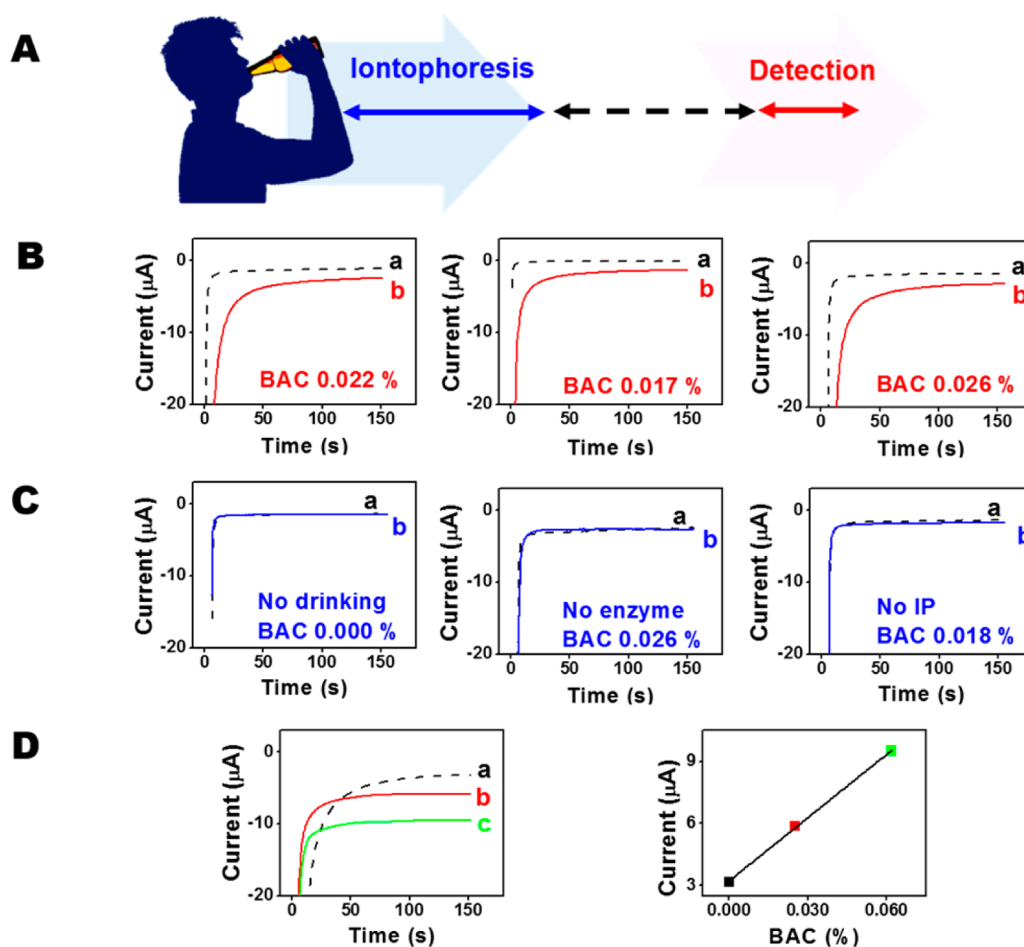 A
Iontophoresis
Detection
B
Current (µA)
0
-10
-20
a
b
BAC 0.022 %
0 50 100 150
Time (s)
Current (µA)
0
-10
-20
a
b
BAC 0.017 %
0 50 100 150
Time (s)
Current (µA)
0
-10
-20
a
b
BAC 0.026 %
0 50 100 150
Time (s)
C
Current (µA)
0
-10
-20
a
b
No drinking
BAC 0.000 %
0 50 100 150
Time (s)
Current (µA)
0
-10
-20
a
b
No enzyme
BAC 0.026 %
0 50 100 150
Time (s)
Current (µA)
0
-10
-20
a
b
No IP
BAC 0.018 %
0 50 100 150
Time (s)
D
Current (µA)
0
-10
-20
a
b
c
0 50 100 150
Time (s)
Current (µA)
9
6
3
0.000 0.030 0.060
BAC (%)